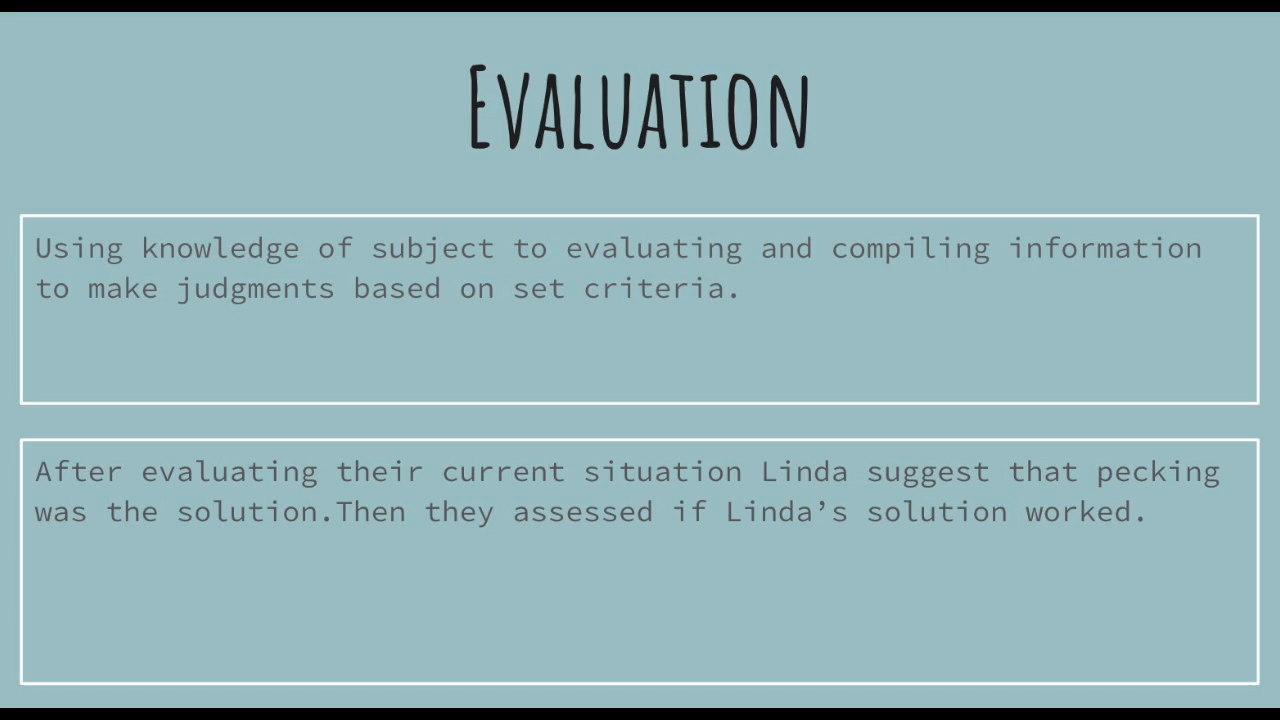 EVALUATION
Using knowledge of subject to evaluating and compiling information
to make judgments based on set criteria.
After evaluating their current situation Linda suggest that pecking
was the solution.Then they assessed if Linda’s solution worked.